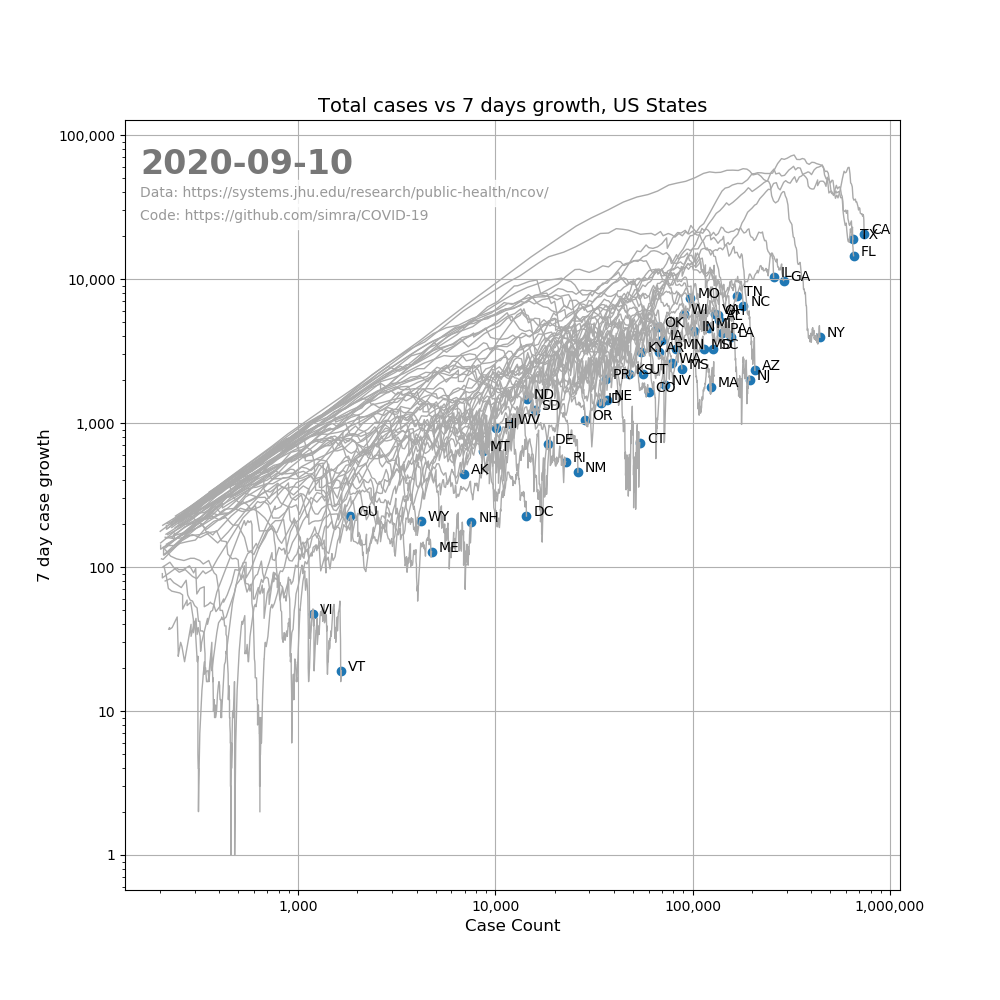 Total cases vs 7 days growth, US States
100,000
2020-09-10
Data: https://systems.jhu.edu/research/public-health/ncov/
Code: https://github.com/simra/COVID-19
CA
TX
FL
10,000
IL
GA
MO
TN
NC
WI
OK
IN
MI
PA
LA
NY
IA
KY
AR
MN
MD
SC
WA
MS
AZ
NJ
PR
KS
UT
NV
MA
CO
ND
SD
ID
NE
OR
1,000
HI
WV
CT
DE
MT
RI
NM
AK
GU
WY
NH
DC
ME
100
VI
VT
10
1
7 day case growth
1,000
10,000
100,000
1,000,000
Case Count